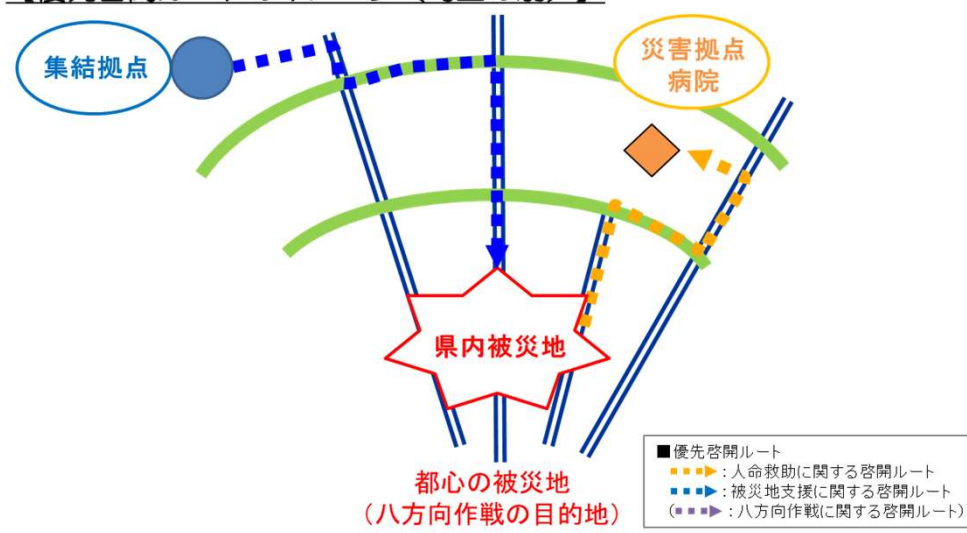 集結拠点
災害拠点
病院
県内被災地
都心の被災地
(八方向作戦の目的地)
■優先啓開ルート
:人命救助に関する啓開ルート
:被災地支援に関する啓開ルート
( :八方向作戦に関する啓開ルート)